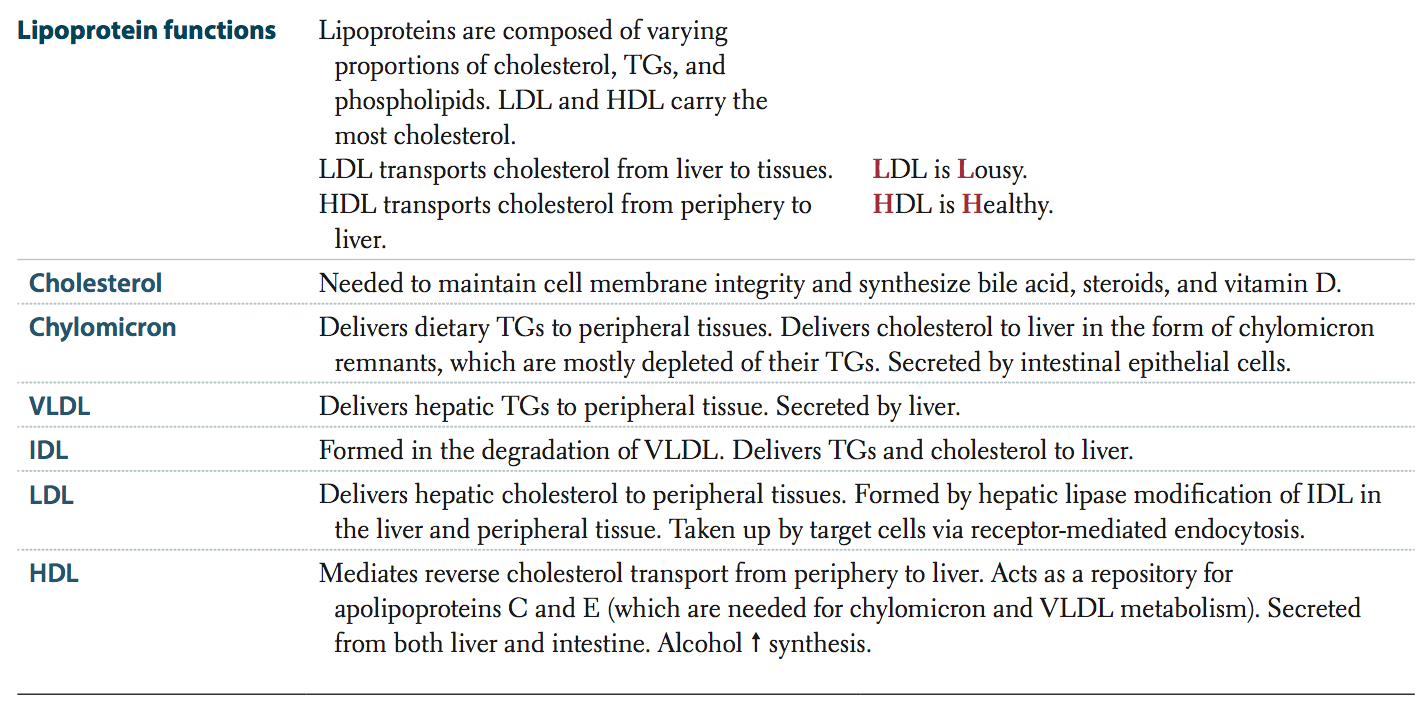 Lipoprotein functions
Lipoproteins are composed of varying
proportions of cholesterol, TGs, and
phospholipids. LDL and HDL carry the
most cholesterol.
LDL transports cholesterol from liver to tissues.
LDL is Lousy.
HDL transports cholesterol from periphery to
liver.
HDL is Healthy.
Cholesterol
Needed to maintain cell membrane integrity and synthesize bile acid, steroids, and vitamin D.
Chylomicron
Delivers dietary TGs to peripheral tissues. Delivers cholesterol to liver in the form of chylomicron
remnants, which are mostly depleted of their TGs. Secreted by intestinal epithelial cells.
VLDL
Delivers hepatic TGs to peripheral tissue. Secreted by liver.
IDL
Formed in the degradation of VLDL. Delivers TGs and cholesterol to liver.
LDL
Delivers hepatic cholesterol to peripheral tissues. Formed by hepatic lipase modification of IDL in
the liver and peripheral tissue. Taken up by target cells via receptor-mediated endocytosis.
HDL
Mediates reverse cholesterol transport from periphery to liver. Acts as a repository for
apolipoproteins C and E (which are needed for chylomicron and VLDL metabolism). Secreted
from both liver and intestine. Alcohol ↑ synthesis.